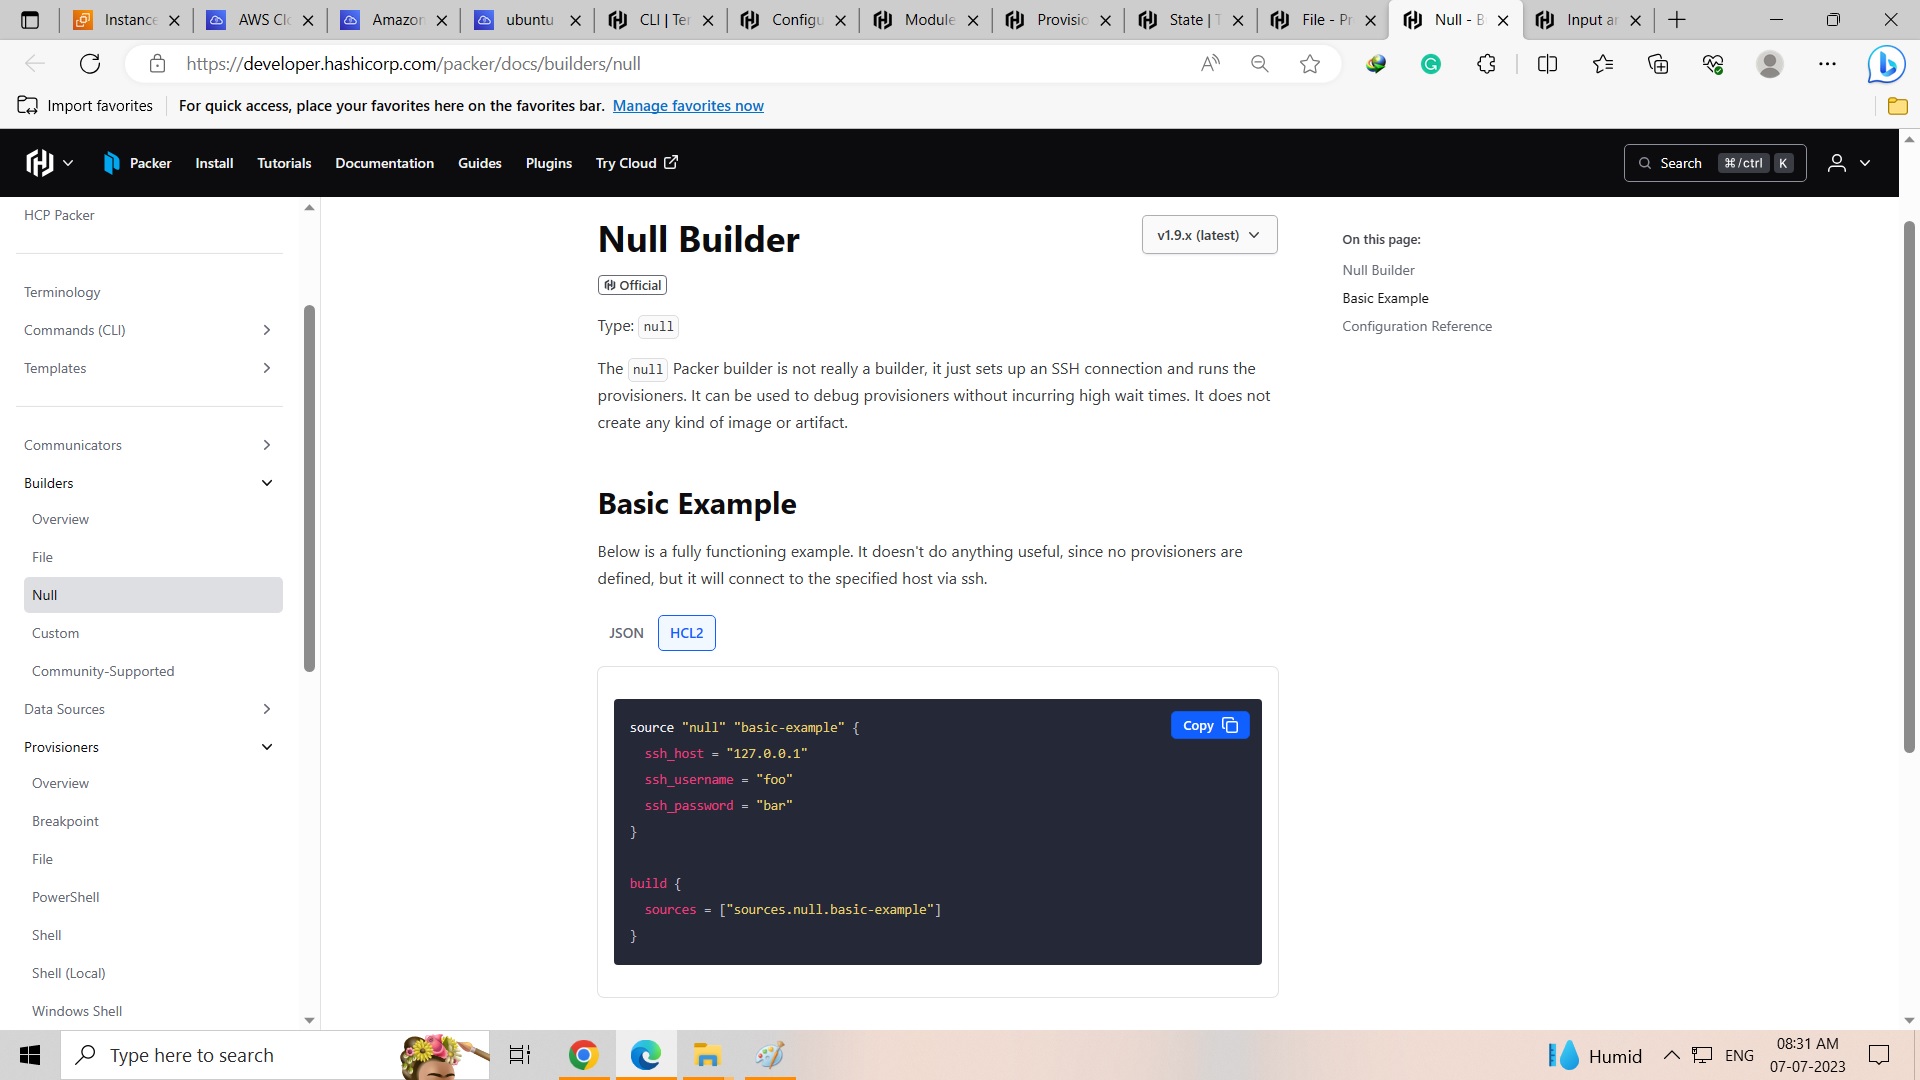 Instance
AWS Clo
Amazon
ubuntu
CLI | Ter
Configu
Module
Provisio
State | T
File - Pr
Null - B
Input ar
https://developer.hashicorp.com/packer/docs/builders/null
Import favorites
For quick access, place your favorites here on the favorites bar. Manage favorites now
Packer
Install
Tutorials
Documentation
Guides
Plugins
Try Cloud
Search
⌘/ctrl
K
HCP Packer
Terminology
Commands (CLI)
Templates
Communicators
Builders
Overview
File
Null
Custom
Community-Supported
Data Sources
Provisioners
Overview
Breakpoint
File
PowerShell
Shell
Shell (Local)
Windows Shell
Null Builder
v1.9.x (latest)
Official
Type: null
The null Packer builder is not really a builder, it just sets up an SSH connection and runs the
provisioners. It can be used to debug provisioners without incurring high wait times. It does not
create any kind of image or artifact.
Basic Example
Below is a fully functioning example. It doesn't do anything useful, since no provisioners are
defined, but it will connect to the specified host via ssh.
JSON
HCL2
Copy
source "null" "basic-example" {
ssh_host = "127.0.0.1"
ssh_username = "foo"
ssh_password = "bar"
}
build {
sources = ["sources.null.basic-example"]
}
On this page:
Null Builder
Basic Example
Configuration Reference
Type here to search
Humid
ENG
08:31 AM
07-07-2023